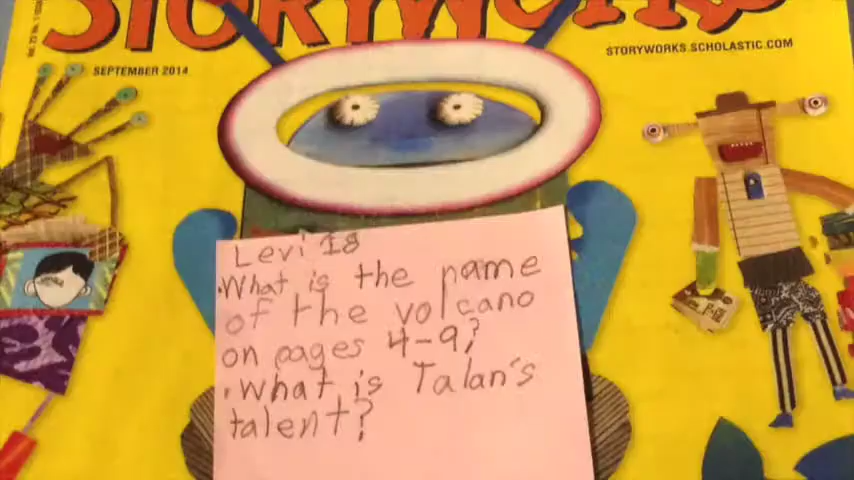 STORYWORKS
SEPTEMBER 2014
STORYWORKS.SCHOLASTIC.COM
Levi 18
.What is the name
of the volcano
on pages 4-9?
.What is Talan's
talent?